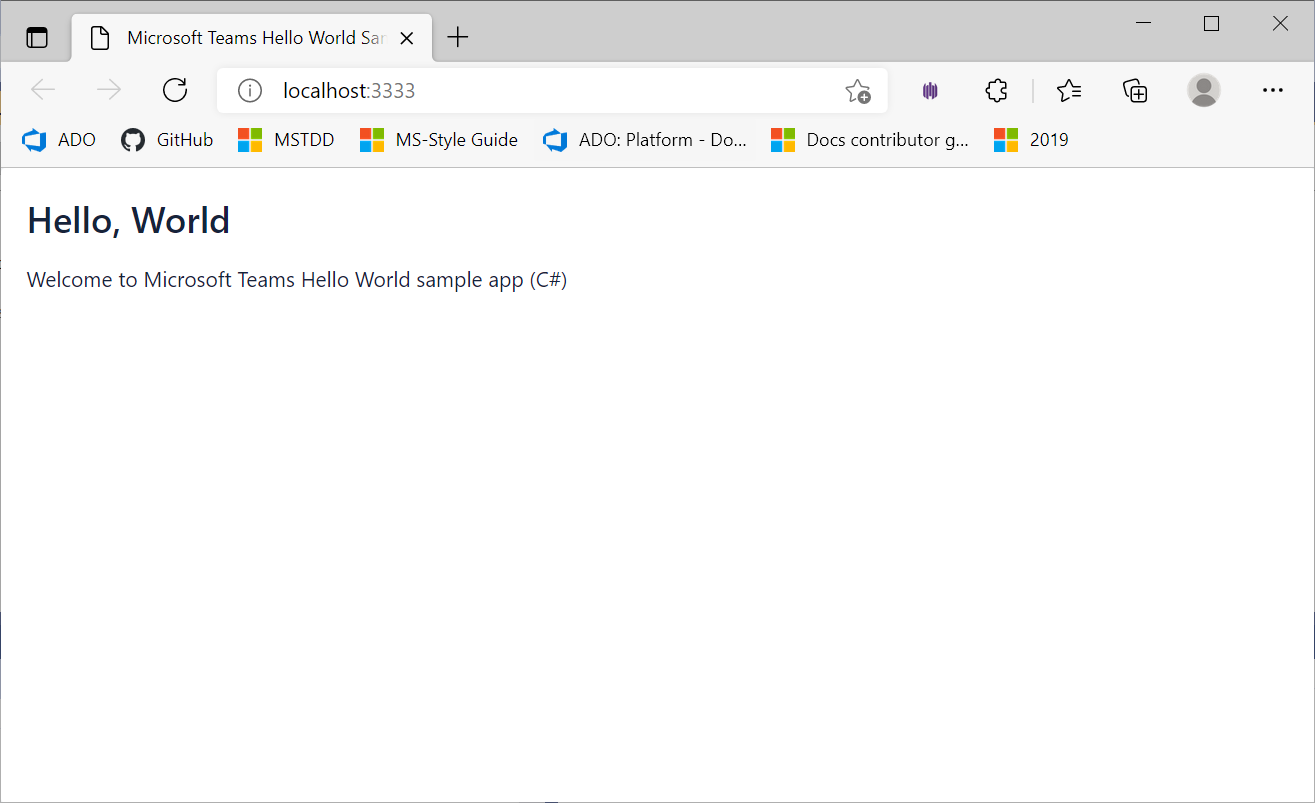 Microsoft Teams Hello World Sar
localhost:3333
ADO GitHub MSTDD MS-Style Guide ADO: Platform - Do... Docs contributor g... 2019
Hello, World
Welcome to Microsoft Teams Hello World sample app (C#)